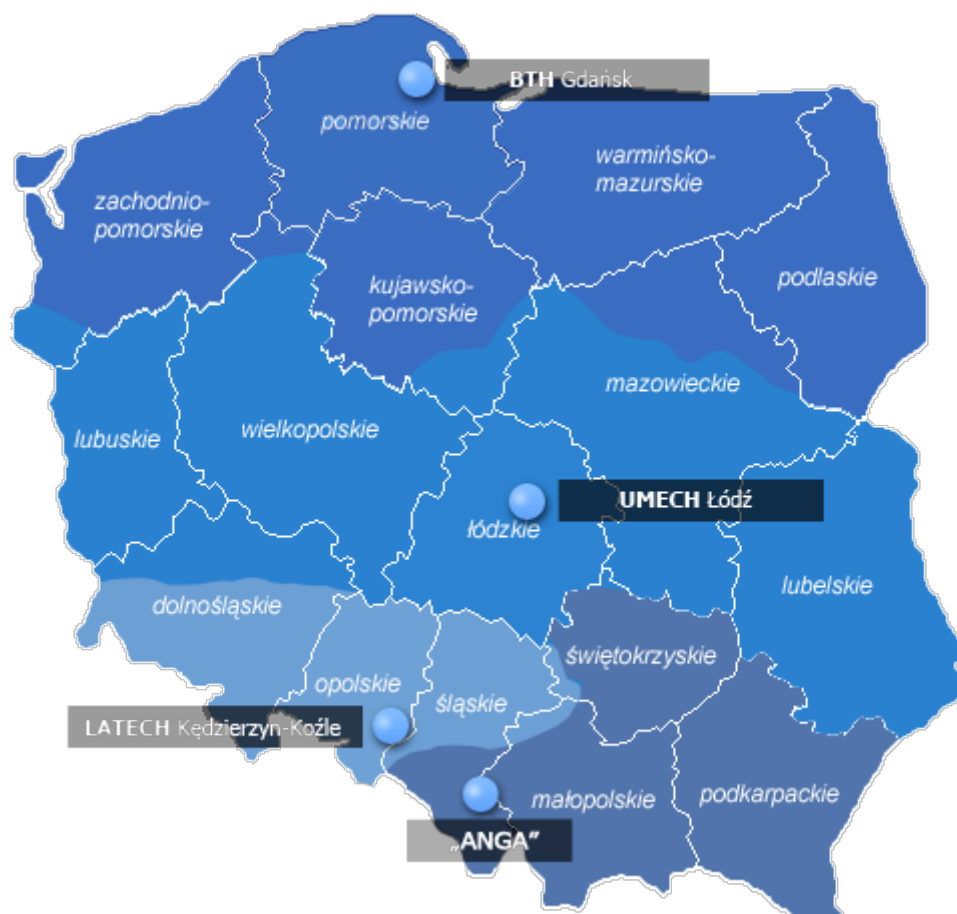 BTH Gdańsk
pomorskie
warmińsko-
mazurskie
zachodnio-
pomorskie
podlaskie
kujawsko-
pomorskie
mazowieckie
wielkopolskie
lubuskie
UMECH Łódź
łódzkie
lubelskie
dolnośląskie
świętokrzyskie
opolskie
śląskie
LATECH Kędzierzyn-Koźle
małopolskie
podkarpackie
„ANGA”